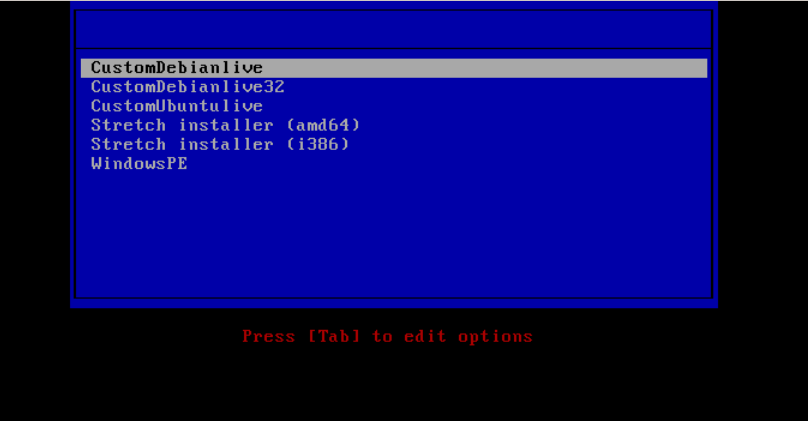 CustomDebianlive
CustomDebianlive32
CustomUbuntulive
Stretch installer (amd64)
Stretch installer (i386)
WindowsPE
Press [Tab] to edit options